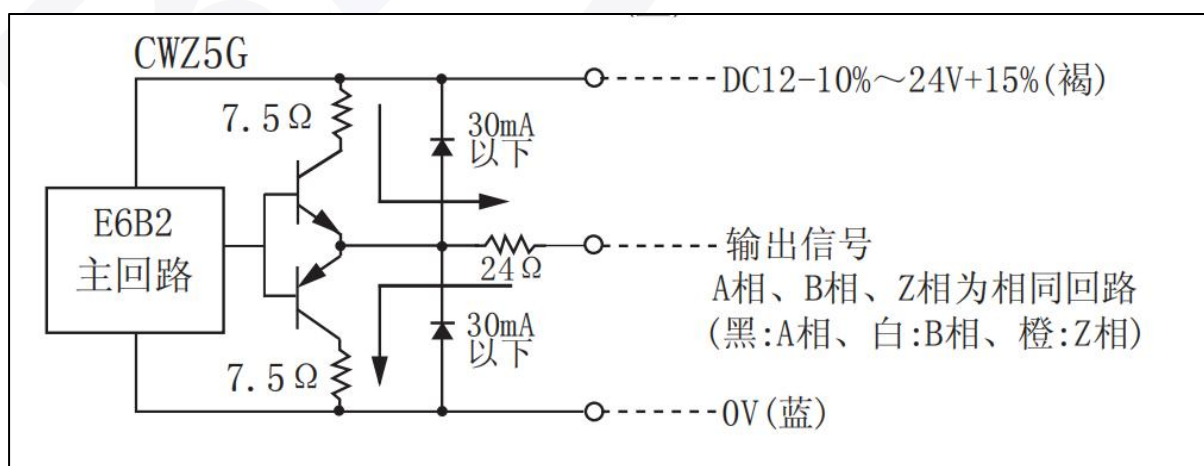 CWZ5G
DC12-10%~24V+15%(褐)
7.5Ω
30mA
以下
E6B2
主回路
输出信号
24Ω
A相、B相、Z相为相同回路
(黑:A相、白:B相、橙:Z相)
30mA
以下
7.5Ω
0V(蓝)